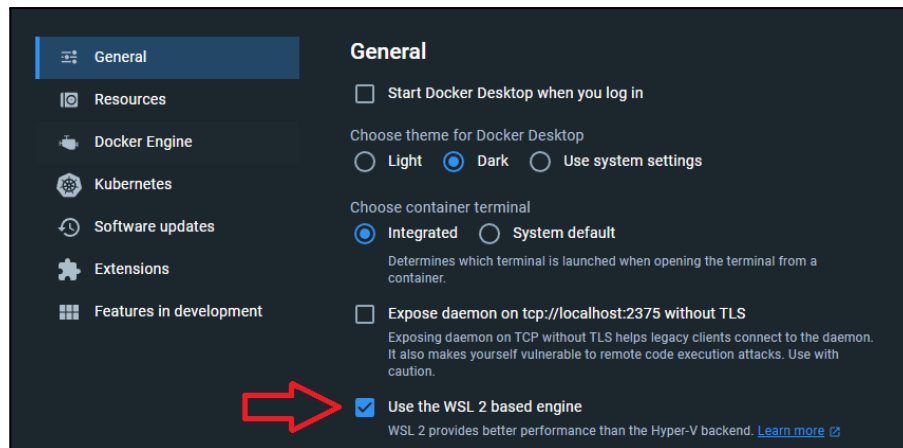 General
Resources
Docker Engine
Kubernetes
Software updates
Extensions
Features in development
General
Start Docker Desktop when you log in
Choose theme for Docker Desktop
Light Dark Use system settings
Choose container terminal
Integrated System default
Determines which terminal is launched when opening the terminal from a
container.
Expose daemon on tcp://localhost:2375 without TLS
Exposing daemon on TCP without TLS helps legacy clients connect to the daemon.
It also makes yourself vulnerable to remote code execution attacks. Use with
caution.
Use the WSL 2 based engine
WSL 2 provides better performance than the Hyper-V backend. Learn more